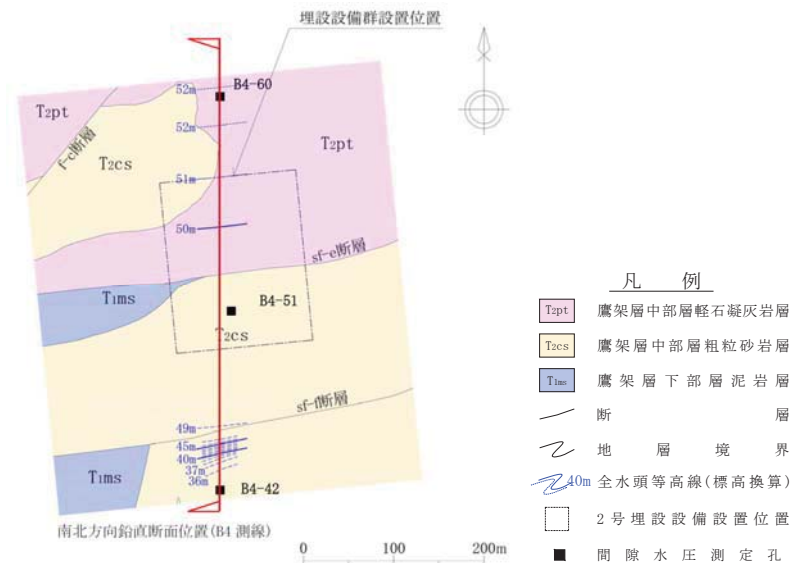 埋設設備群設置位置
52m
B4-60
T2pt
f-c断層
52m
T2cs
T2pt
51m
50m
sf-e断層
T1ms
B4-51
T2cs
sf-f断層
49m
45m
40m
37m
36m
T1ms
B4-42
南北方向鉛直断面位置(B4 測線)
0 100 200m
凡 例
T2pt 鷹架層中部層軽石凝灰岩層
T2cs 鷹架層中部層粗粒砂岩層
T1ms 鷹架層下部層泥岩層
断 層
地 層 境 界
40m 全水頭等高線(標高換算)
2号埋設設備設置位置
間隙水圧測定孔